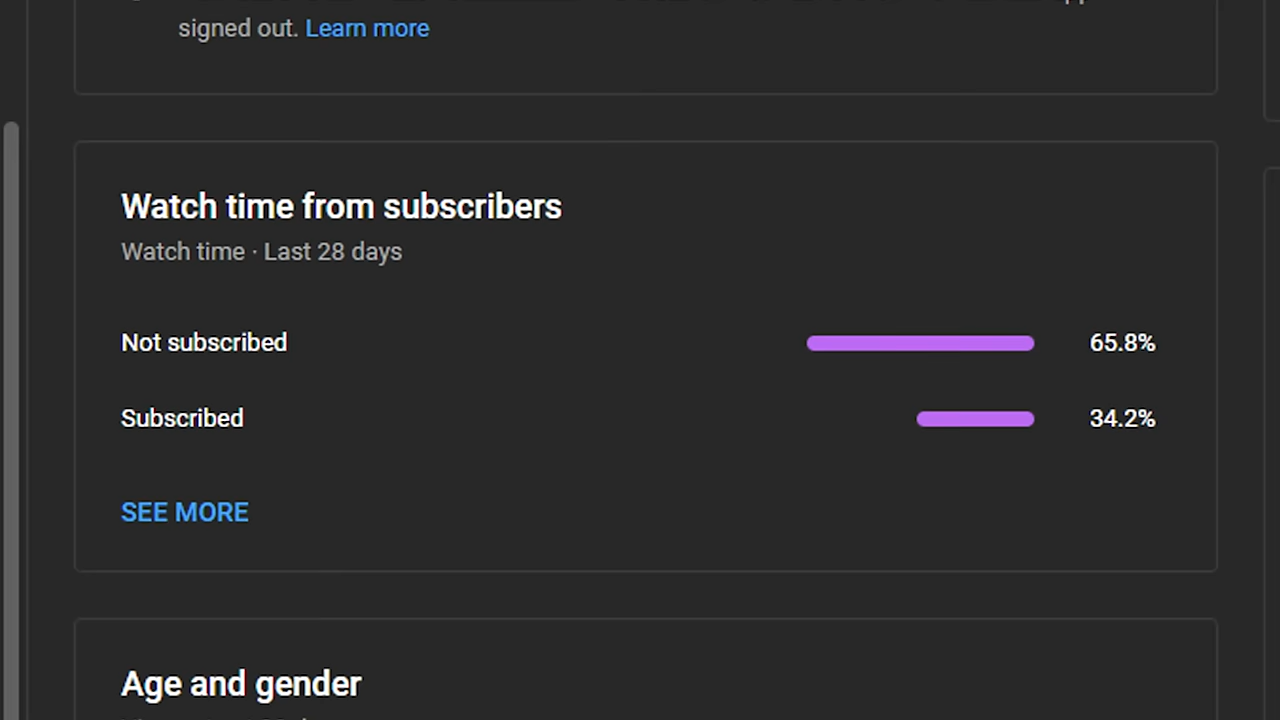 signed out. Learn more
Watch time from subscribers
Watch time · Last 28 days
Not subscribed 65.8%
Subscribed 34.2%
SEE MORE
Age and gender